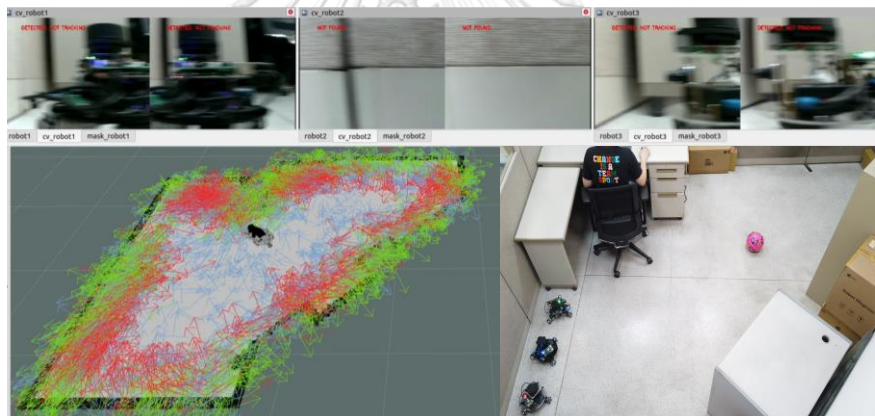 cv_robot1
cv_robot2
cv_robot3
DETECTED NOT TRACKING
DETECTED NOT TRACKING
NOT FOUND
NOT FOUND
DETECTED NOT TRACKING
DETECTED NOT TRACKING
robot1 cv_robot1 mask_robot1
robot2 cv_robot2 mask_robot2
robot3 cv_robot3 mask_robot3
CHANGE
IS A
TEAM
SPORT